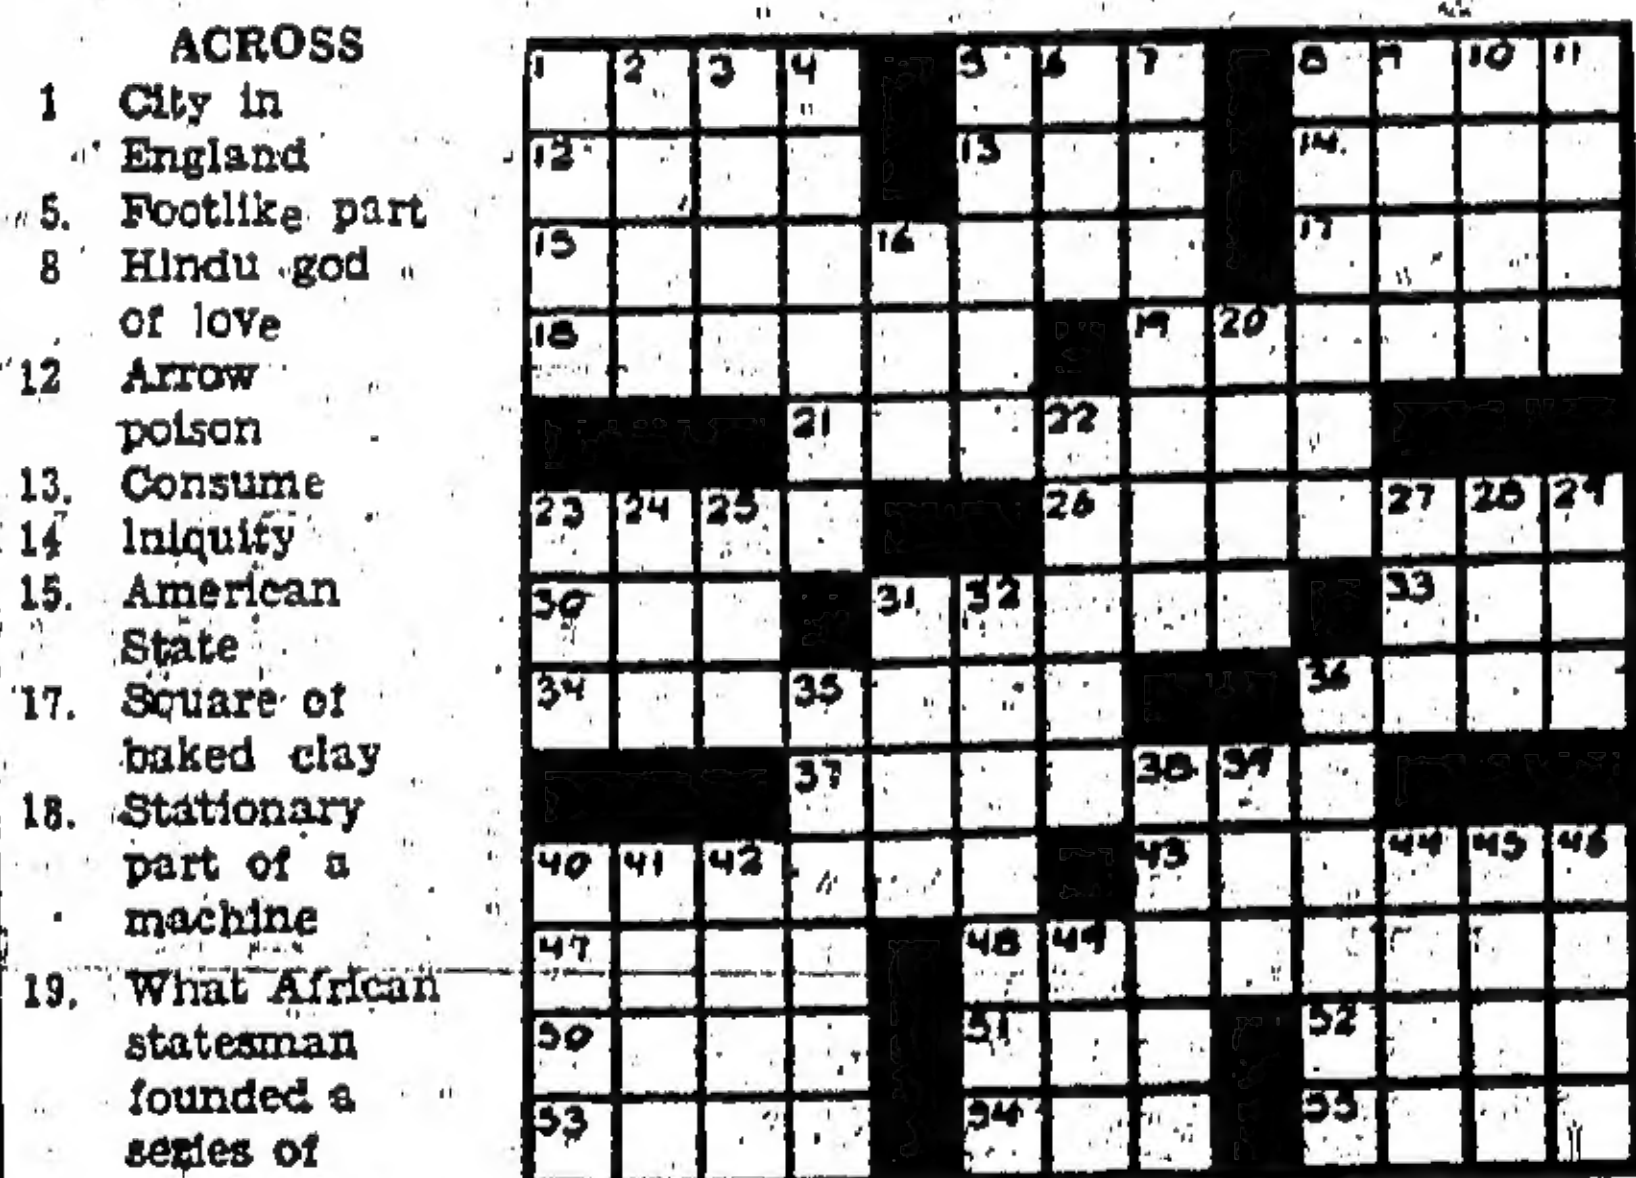 ACROSS
1 City in
England
5. Footlike part
8 Hindu god
of love
12 Arrow
poison
13. Consume
14 Iniquity
15. American
State
17. Square of
baked clay
18. Stationary
part of a
machine
19. What African
statesman
founded a
series of
1 2 3 4 5 6 7 8 9 10 11
12 13 14
15 16 17
18 19 20
21 22
23 24 25 26 27 28 29
30 31 32 33
34 35 36
37 38 39
40 41 42 43 44 45 46
47 48 49
50 51 52
53 54 55